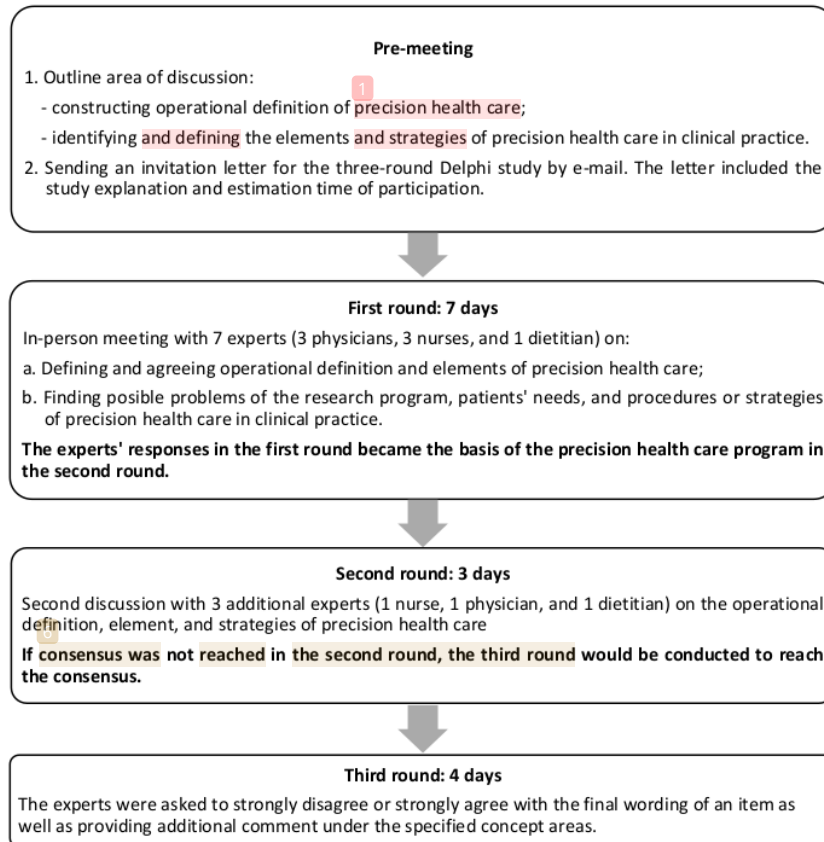 Pre-meeting
1. Outline area of discussion:
1
- constructing operational definition of precision health care;
- identifying and defining the elements and strategies of precision health care in clinical practice.
2. Sending an invitation letter for the three-round Delphi study by e-mail. The letter included the
study explanation and estimation time of participation.
First round: 7 days
In-person meeting with 7 experts (3 physicians, 3 nurses, and 1 dietitian) on:
a. Defining and agreeing operational definition and elements of precision health care;
b. Finding posible problems of the research program, patients' needs, and procedures or strategies
of precision health care in clinical practice.
The experts' responses in the first round became the basis of the precision health care program in
the second round.
Second round: 3 days
Second discussion with 3 additional experts (1 nurse, 1 physician, and 1 dietitian) on the operational
definition, element, and strategies of precision health care
If consensus was not reached in the second round, the third round would be conducted to reach
the consensus.
Third round: 4 days
The experts were asked to strongly disagree or strongly agree with the final wording of an item as
well as providing additional comment under the specified concept areas.